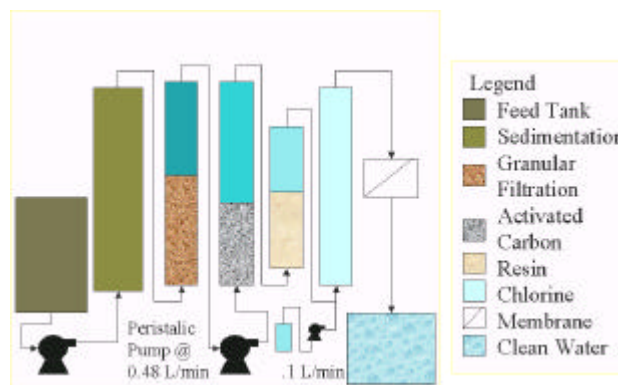 Peristalic
Pump @
0.48 L/min
.1 L/min
Legend
Feed Tank
Sedimentation
Granular
Filtration
Activated
Carbon
Resin
Chlorine
Membrane
Clean Water